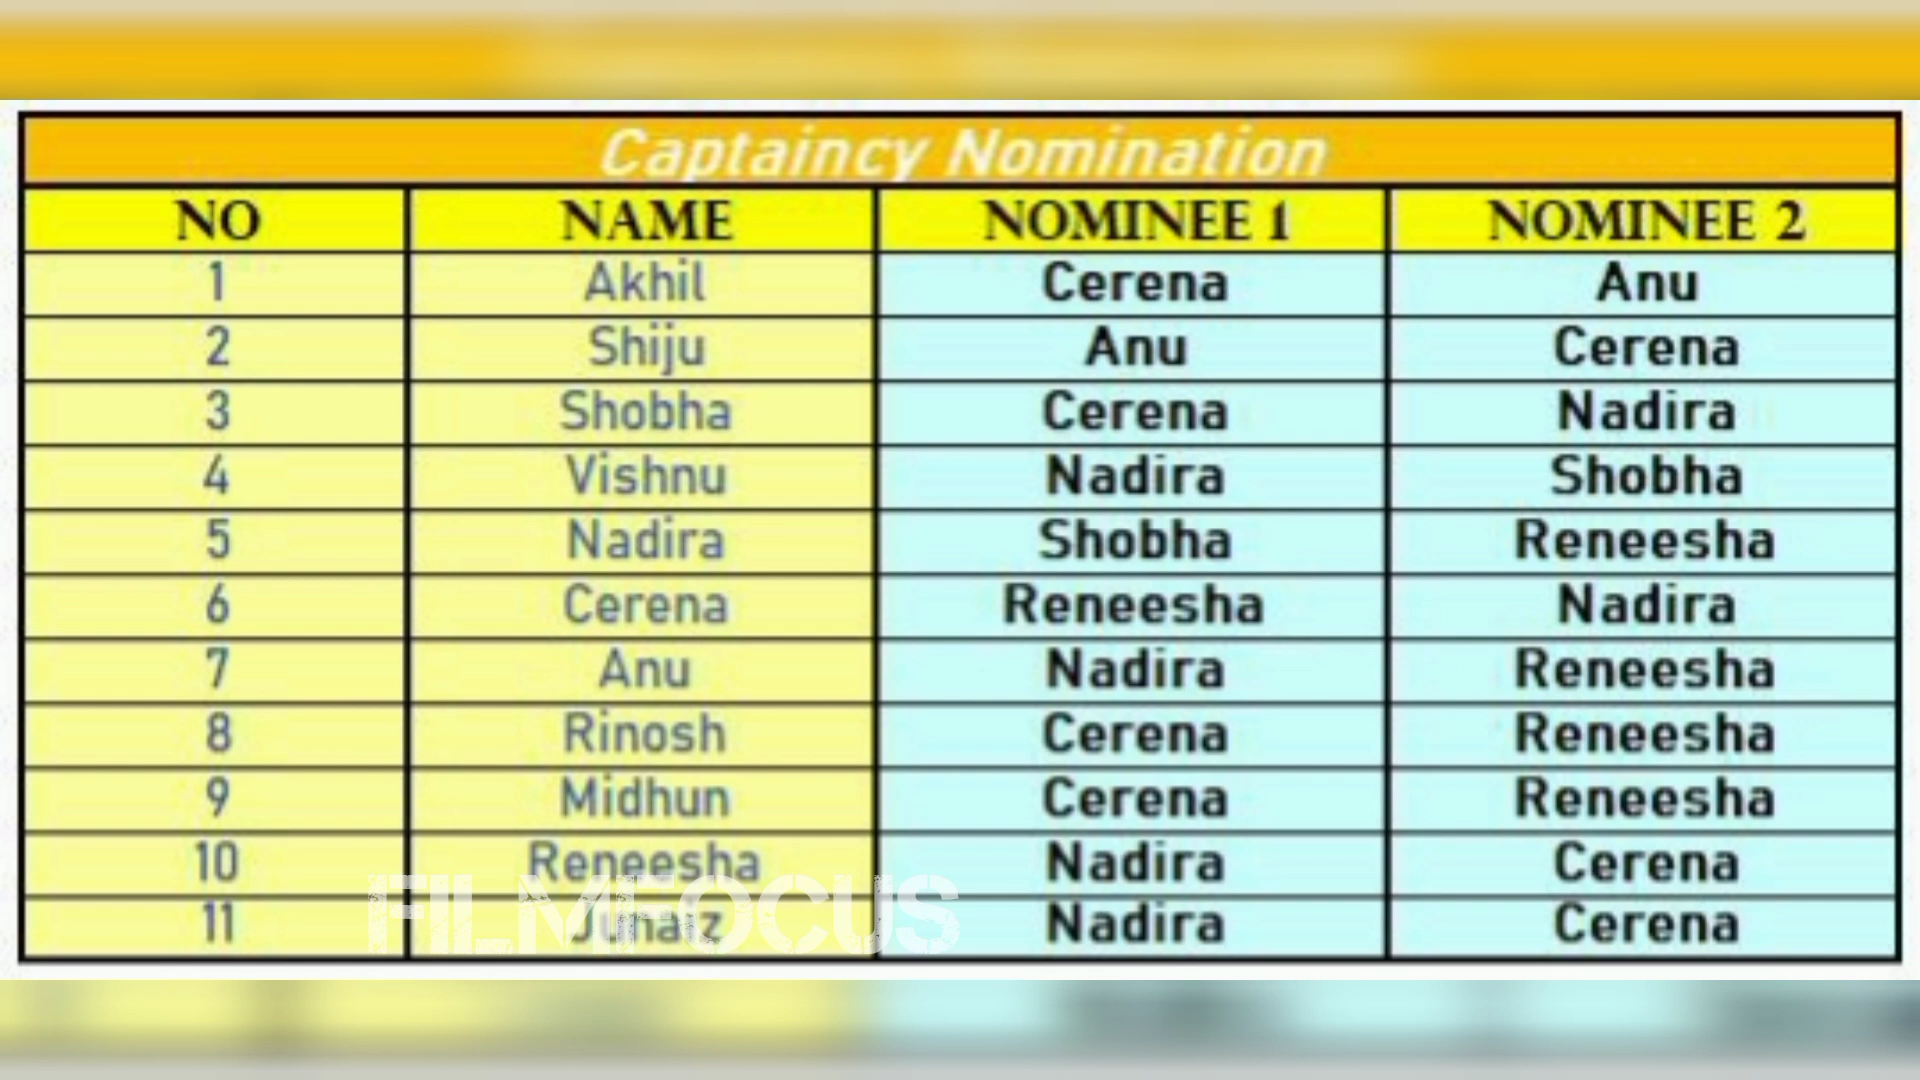 Captaincy Nomination
NO NAME NOMINEE 1 NOMINEE 2
1 Akhil Cerena Anu
2 Shiju Anu Cerena
3 Shobha Cerena Nadira
4 Vishnu Nadira Shobha
5 Nadira Shobha Reneesha
6 Cerena Reneesha Nadira
7 Anu Nadira Reneesha
8 Rinosh Cerena Reneesha
9 Midhun Cerena Reneesha
10 Reneesha Nadira Cerena
11 Junaiz Nadira Cerena
FILMFOCUS